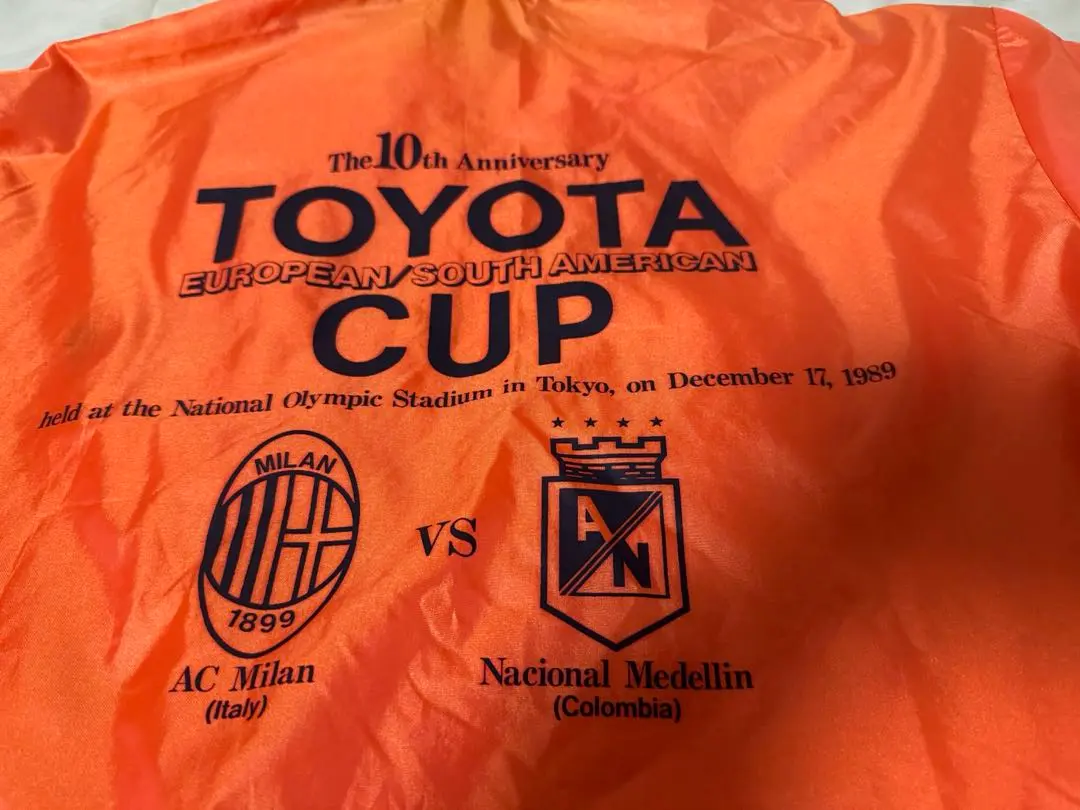 The 10th Anniversary
TOYOTA
EUROPEAN/SOUTH AMERICAN
CUP
held at the National Olympic Stadium in Tokyo, on December 17, 1989
MILAN
1899
VS
AN
AC Milan
(Italy)
Nacional Medellin
(Colombia)